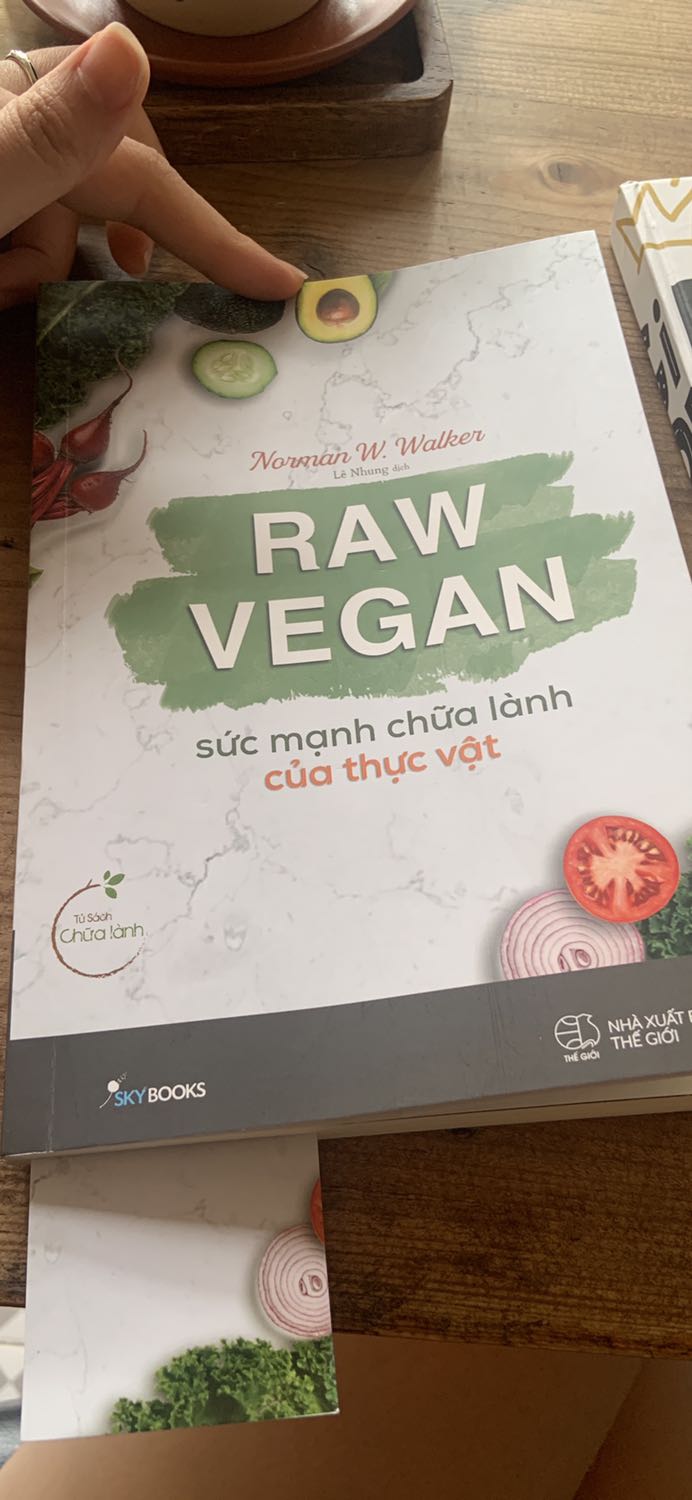 Norman W. Walker
Lê Nhung dịch
RAW
VEGAN
sức mạnh chữa lành
của thực vật
Tủ Sách
Chữa lành
SKYBOOKS
THẾ GIỚI
NHÀ XUẤT
THẾ GIỚI